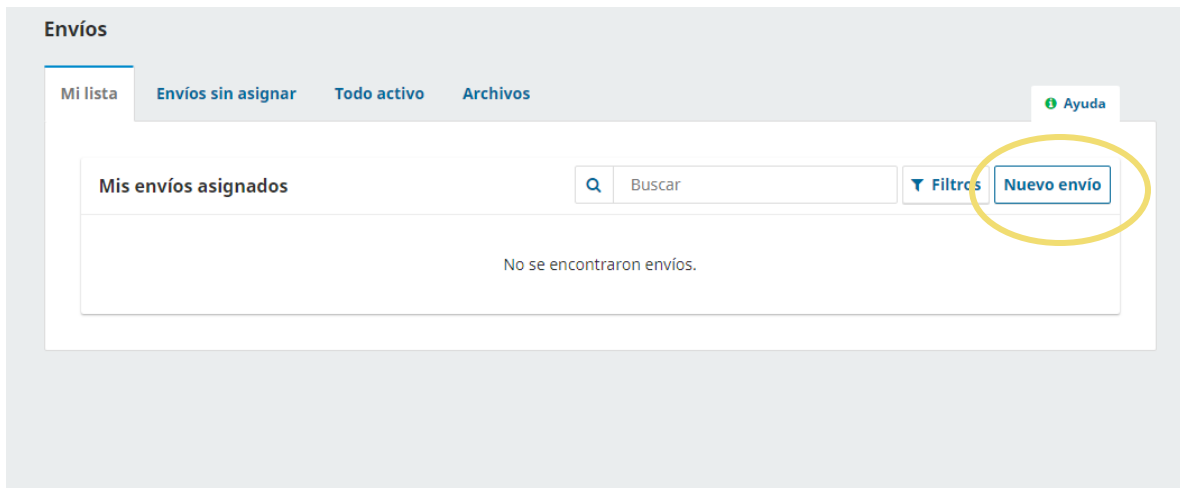 Envíos
Mi lista Envíos sin asignar Todo activo Archivos
Ayuda
Mis envíos asignados Buscar Filtros Nuevo envío
No se encontraron envíos.